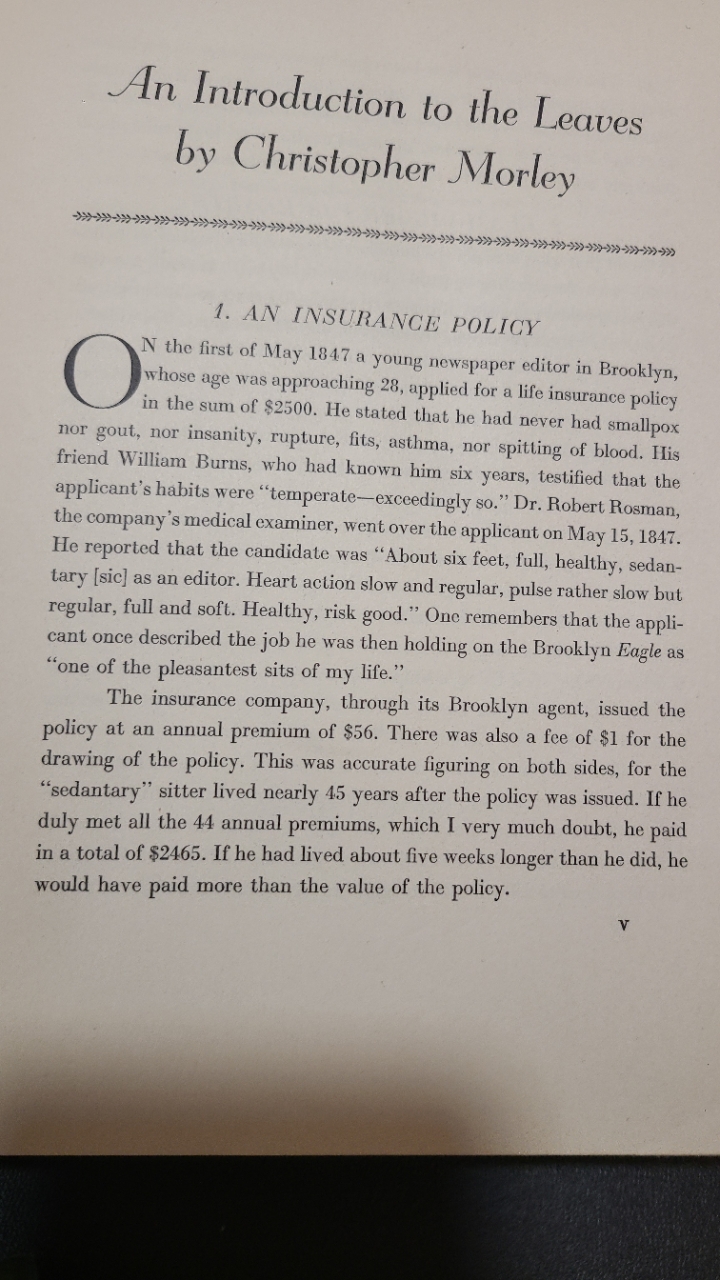 An Introduction to the Leaves
by Christopher Morley
1. AN INSURANCE POLICY
ON the first of May 1847 a young newspaper editor in Brooklyn,
whose age was approaching 28, applied for a life insurance policy
in the sum of $2500. He stated that he had never had smallpox
nor gout, nor insanity, rupture, fits, asthma, nor spitting of blood. His
friend William Burns, who had known him six years, testified that the
applicant's habits were “temperate—exceedingly so.” Dr. Robert Rosman,
the company's medical examiner, went over the applicant on May 15, 1847.
He reported that the candidate was “About six feet, full, healthy, sedan-
tary [sic] as an editor. Heart action slow and regular, pulse rather slow but
regular, full and soft. Healthy, risk good.” One remembers that the appli-
cant once described the job he was then holding on the Brooklyn Eagle as
“one of the pleasantest sits of my life.”
The insurance company, through its Brooklyn agent, issued the
policy at an annual premium of $56. There was also a fee of $1 for the
drawing of the policy. This was accurate figuring on both sides, for the
“sedantary” sitter lived nearly 45 years after the policy was issued. If he
duly met all the 44 annual premiums, which I very much doubt, he paid
in a total of $2465. If he had lived about five weeks longer than he did, he
would have paid more than the value of the policy.
v